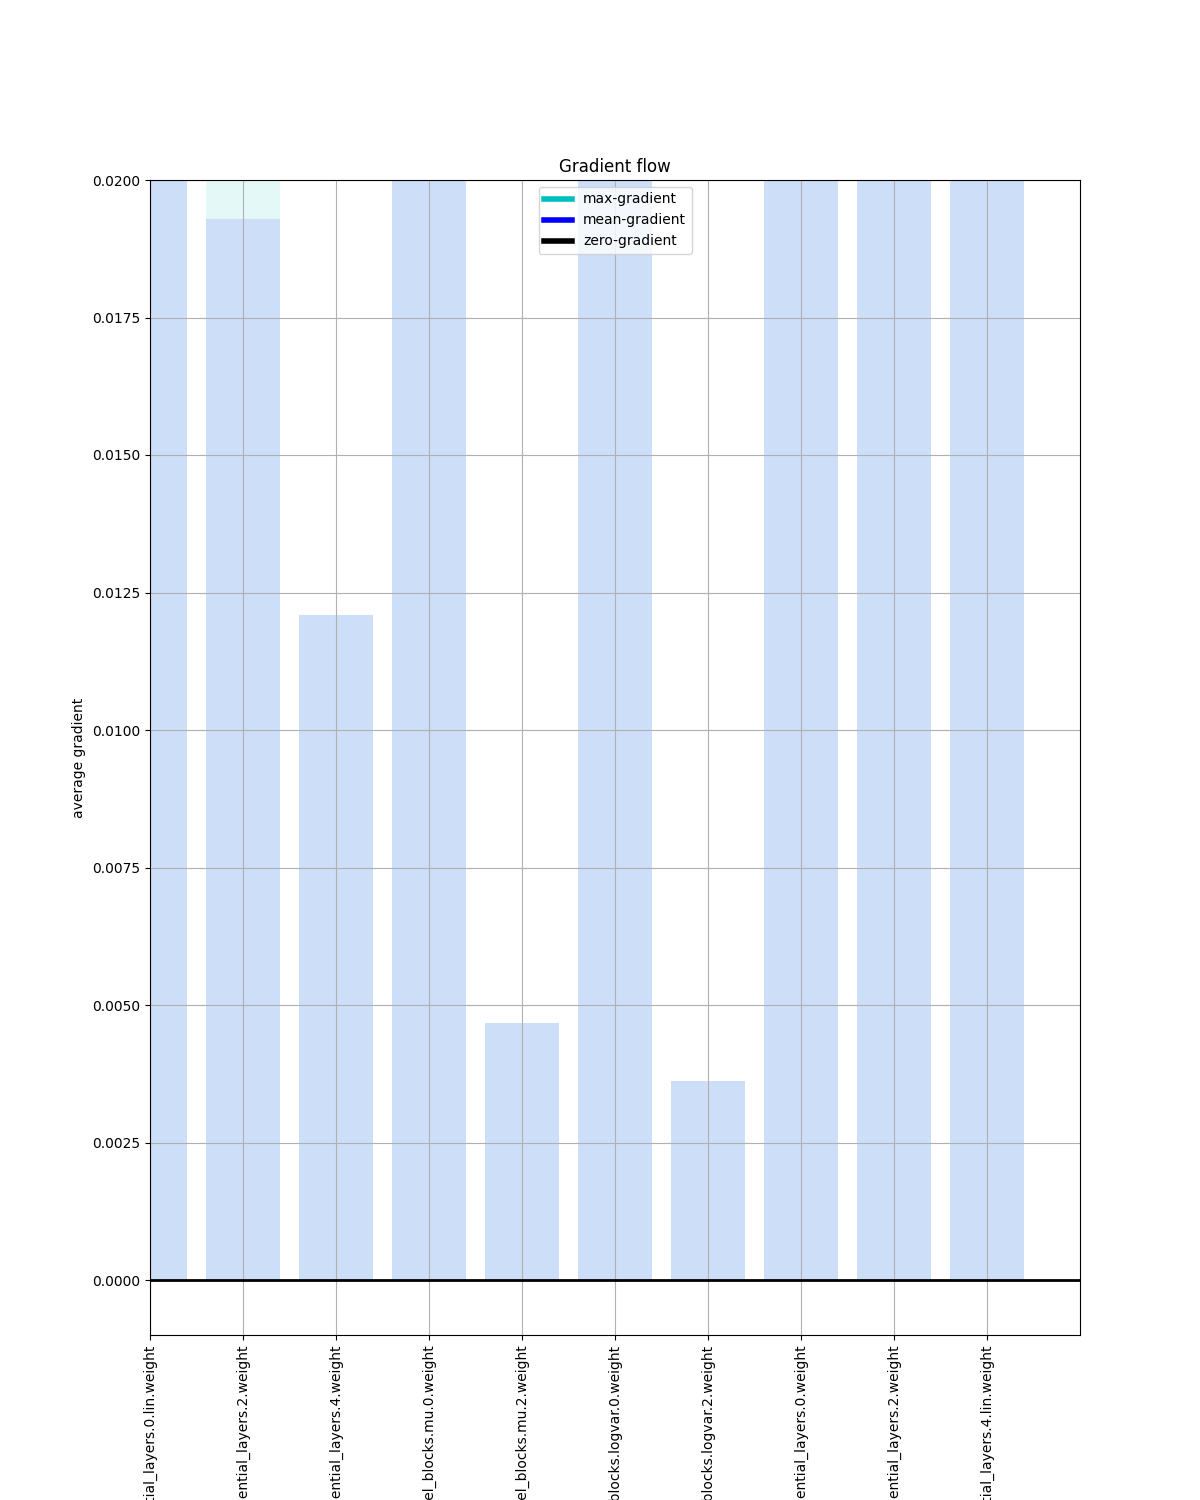 Gradient flow
max-gradient
mean-gradient
zero-gradient
0.0200
0.0175
0.0150
0.0125
0.0100
0.0075
0.0050
0.0025
0.0000
average gradient
tial_layers.0.lin.weight
ential_layers.2.weight
ential_layers.4.weight
el_blocks.mu.0.weight
el_blocks.mu.2.weight
blocks.logvar.0.weight
blocks.logvar.2.weight
ential_layers.0.weight
ential_layers.2.weight
tial_layers.4.lin.weight